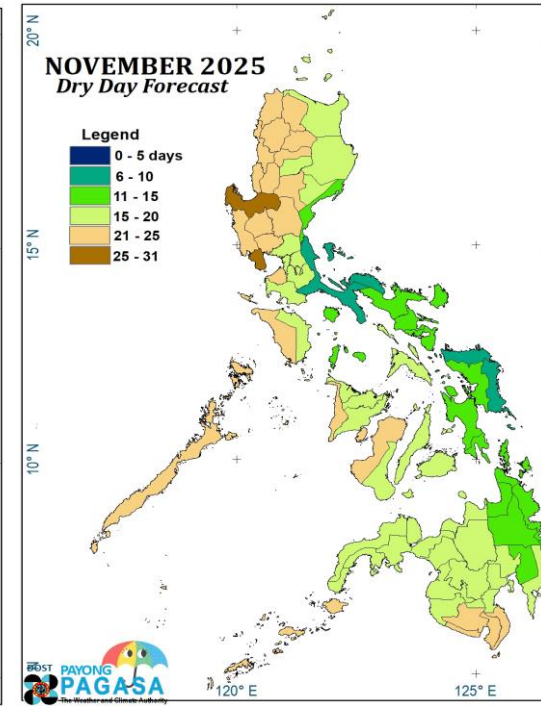 20° N
NOVEMBER 2025
Dry Day Forecast
Legend
0 - 5 days
6 - 10
11 - 15
15 - 20
21 - 25
25 - 31
15° N
10° N
N
DOST
PAYONG
PAGASA
The Weather and Climate Authority
120° E
125° E